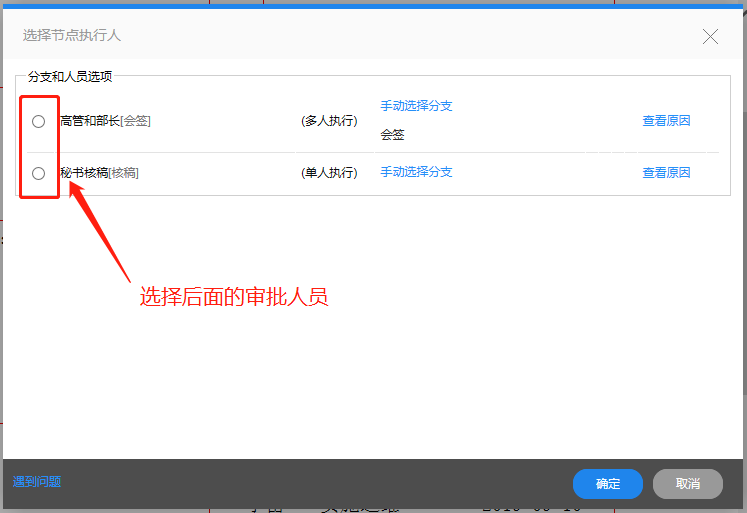 选择节点执行人
分支和人员选项
高管和部长[会签] (多人执行) 手动选择分支 查看原因
会签
秘书核稿[核稿] (单人执行) 手动选择分支 查看原因
选择后面的审批人员
遇到问题 确定 取消